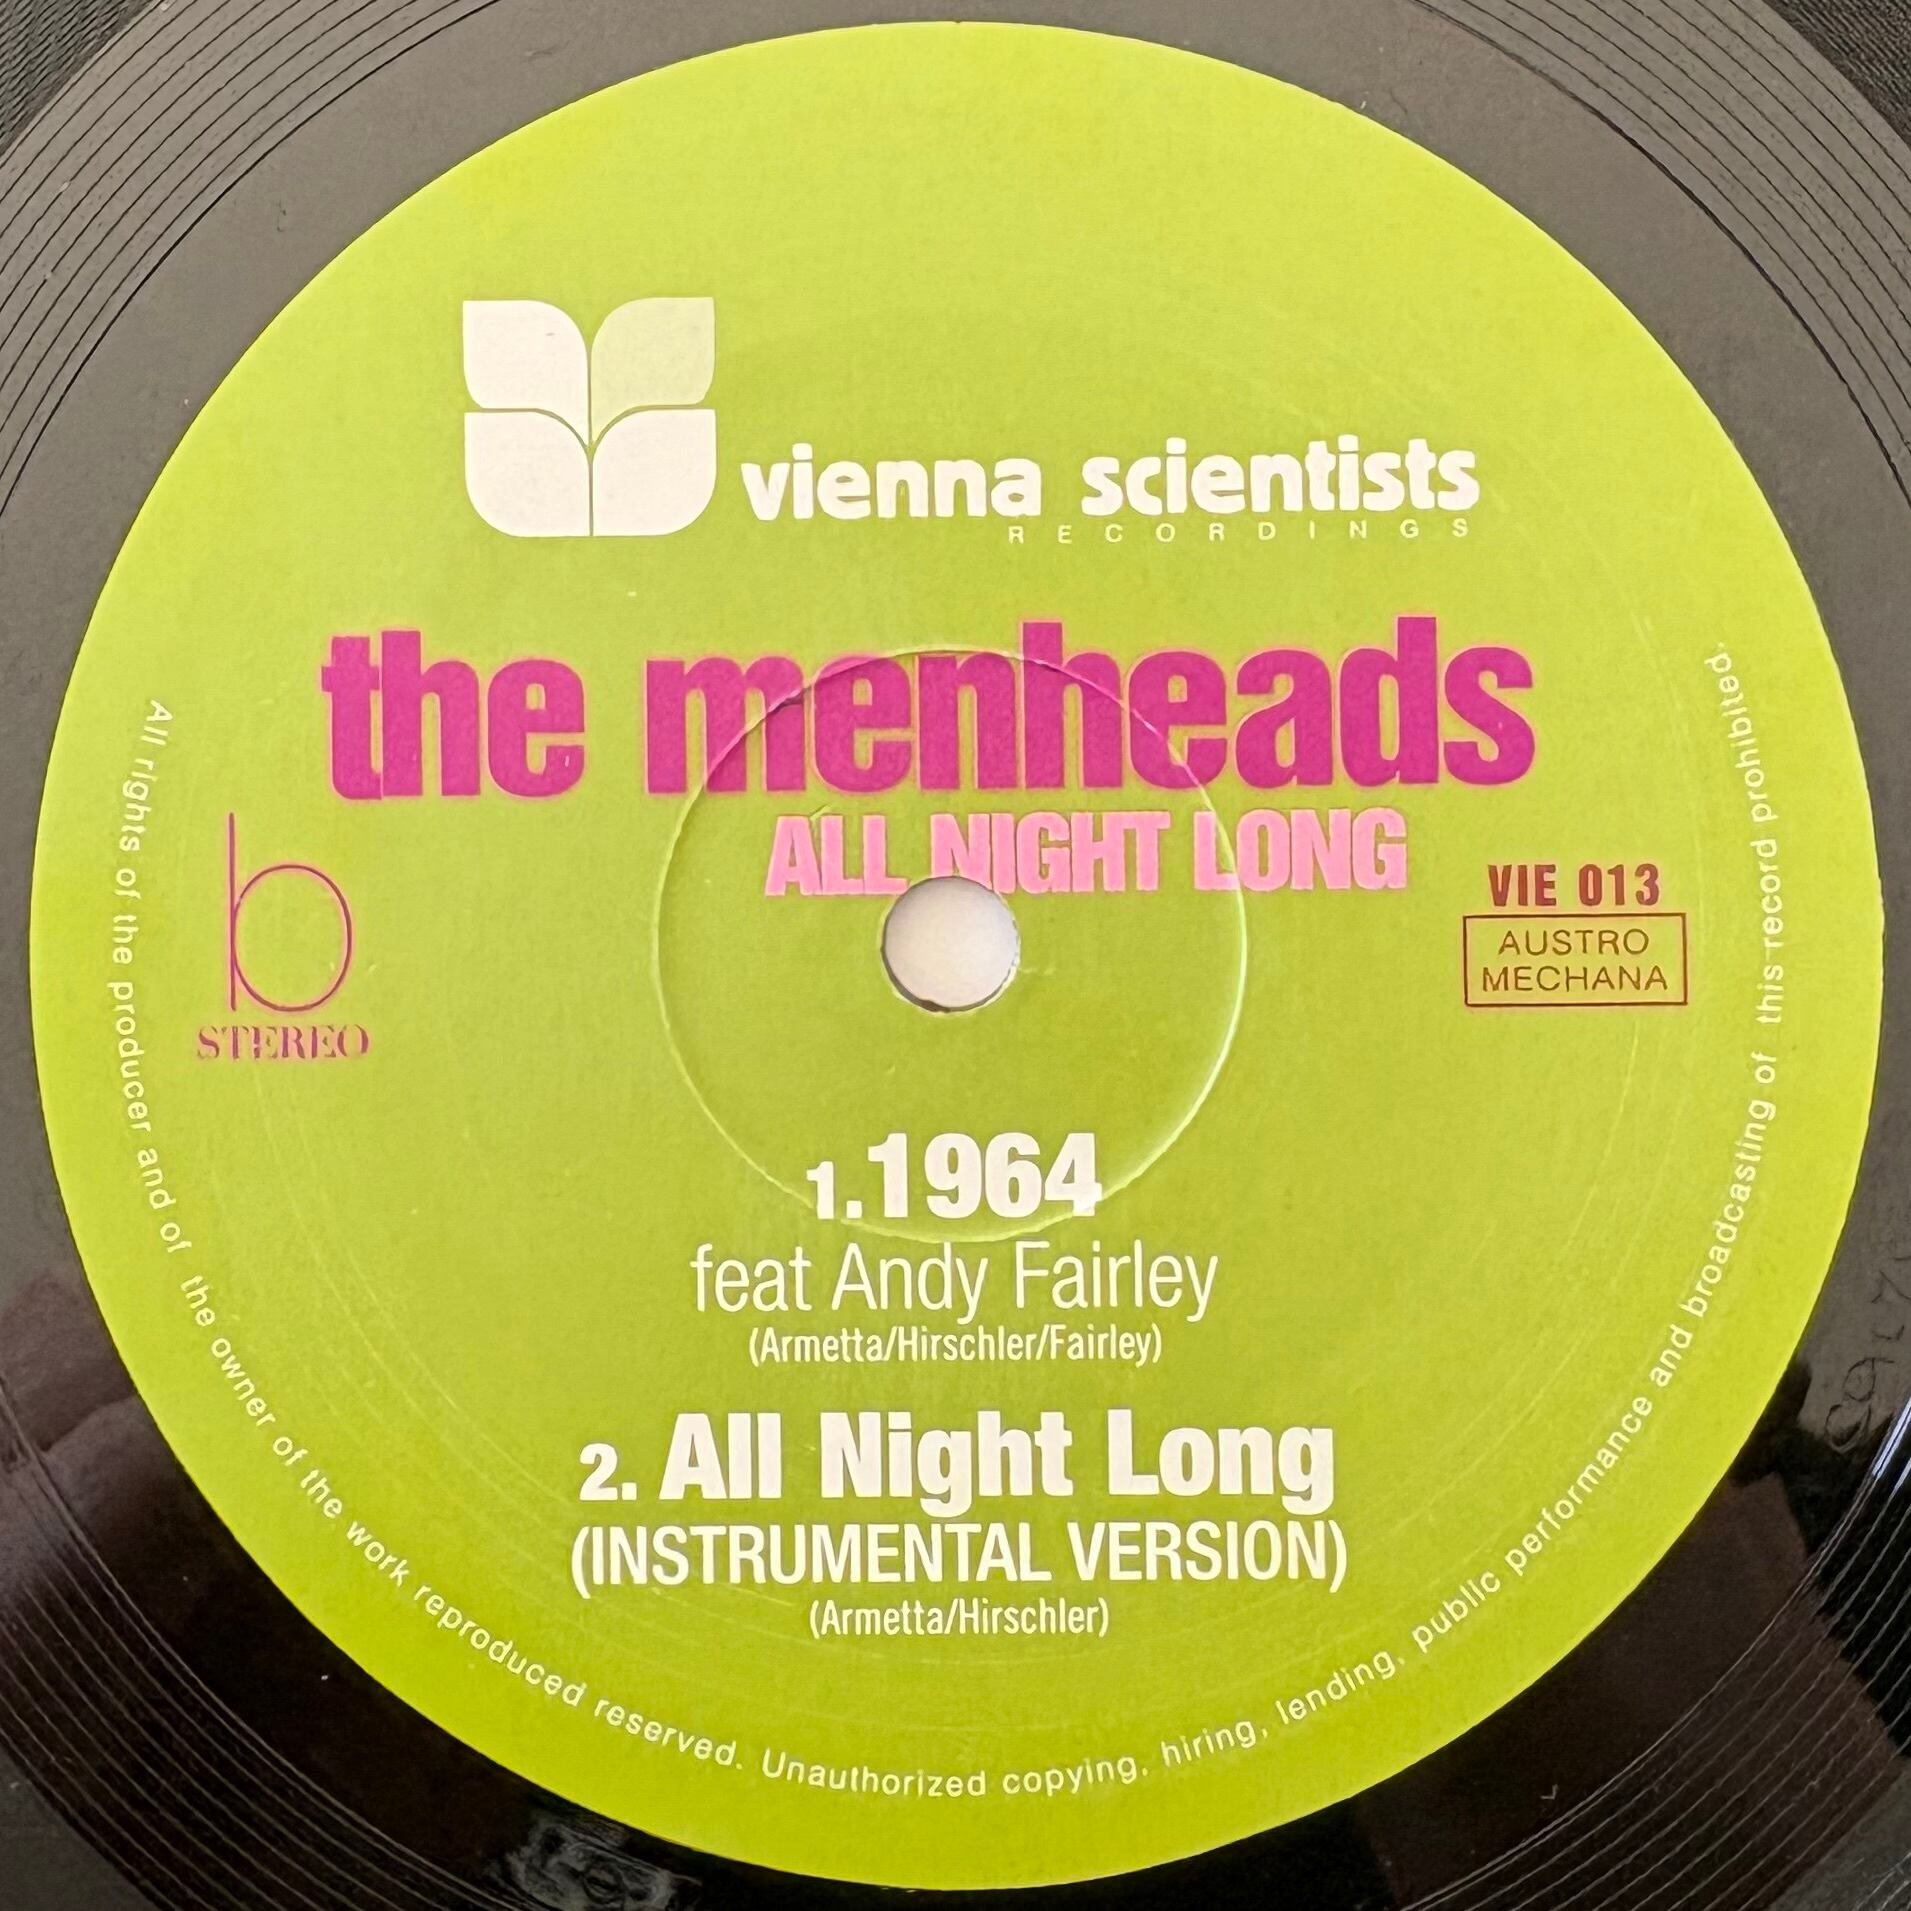 vienna scientists
RECORDINGS
the menheads
ALL NIGHT LONG
b
STEREO
VIE 013
AUSTRO
MECHANA
1.1964
feat Andy Fairley
(Armetta/Hirschler/Fairley)
2. All Night Long
(INSTRUMENTAL VERSION)
(Armetta/Hirschler)
All rights of the producer and of the owner of the work reproduced reserved. Unauthorized copying, hiring, lending, public performance and broadcasting of this record prohibited.